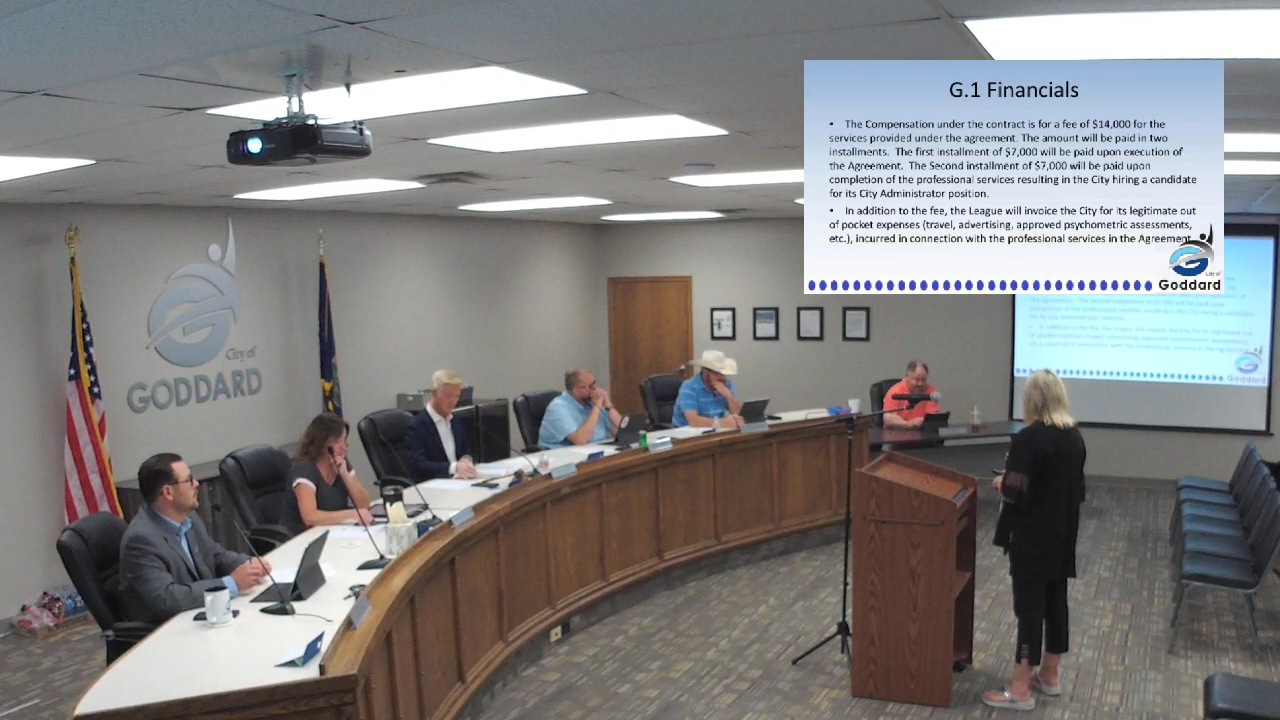 G.1 Financials
• The Compensation under the contract is for a fee of $14,000 for the
services provided under the agreement. The amount will be paid in two
installments. The first installment of $7,000 will be paid upon execution of
the Agreement. The Second installment of $7,000 will be paid upon
completion of the professional services resulting in the City hiring a candidate
for its City Administrator position.
• In addition to the fee, the League will invoice the City for its legitimate out
of pocket expenses (travel, advertising, approved psychometric assessments,
etc.), incurred in connection with the professional services in the Agreement
City of
Goddard
City of
GODDARD